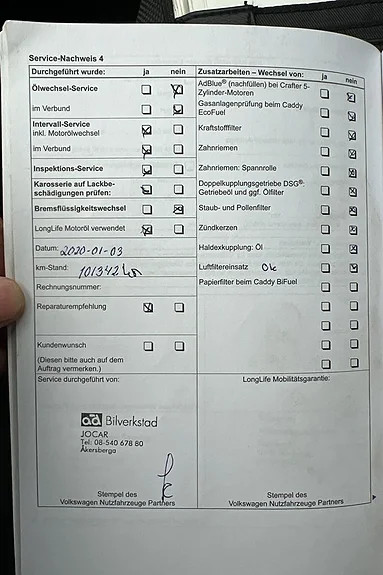 Service-Nachweis 4
Durchgeführt wurde: ja nein
Ölwechsel-Service
im Verbund
Intervall-Service
inkl. Motorölwechsel
im Verbund
Inspektions-Service
Karosserie auf Lackbe-
schädigungen prüfen:
Bremsflüssigkeitswechsel
LongLife Motoröl verwendet
Datum: 2020-01-03
km-Stand: 101342 km
Rechnungsnummer:
Reparaturempfehlung
Kundenwunsch
(Diesen bitte auch auf dem
Auftrag vermerken.)
Service durchgeführt von:
ad Bilverkstad
JOCAR
Tel: 08-540 678 80
Åkersberga
Stempel des
Volkswagen Nutzfahrzeuge Partners
Zusatzarbeiten – Wechsel von: ja nein
AdBlue® (nachfüllen) bei Crafter 5-
Zylinder-Motoren
Gasanlagenprüfung beim Caddy
EcoFuel
Kraftstofffilter
Zahnriemen
Zahnriemen: Spannrolle
Doppelkupplungsgetriebe DSG®:
Getriebeöl und ggf. Ölfilter
Staub- und Pollenfilter
Zündkerzen
Haldexkupplung: Öl
Luftfiltereinsatz Ok
Papierfilter beim Caddy BiFuel
LongLife Mobilitätsgarantie:
Stempel des
Volkswagen Nutzfahrzeuge Partners